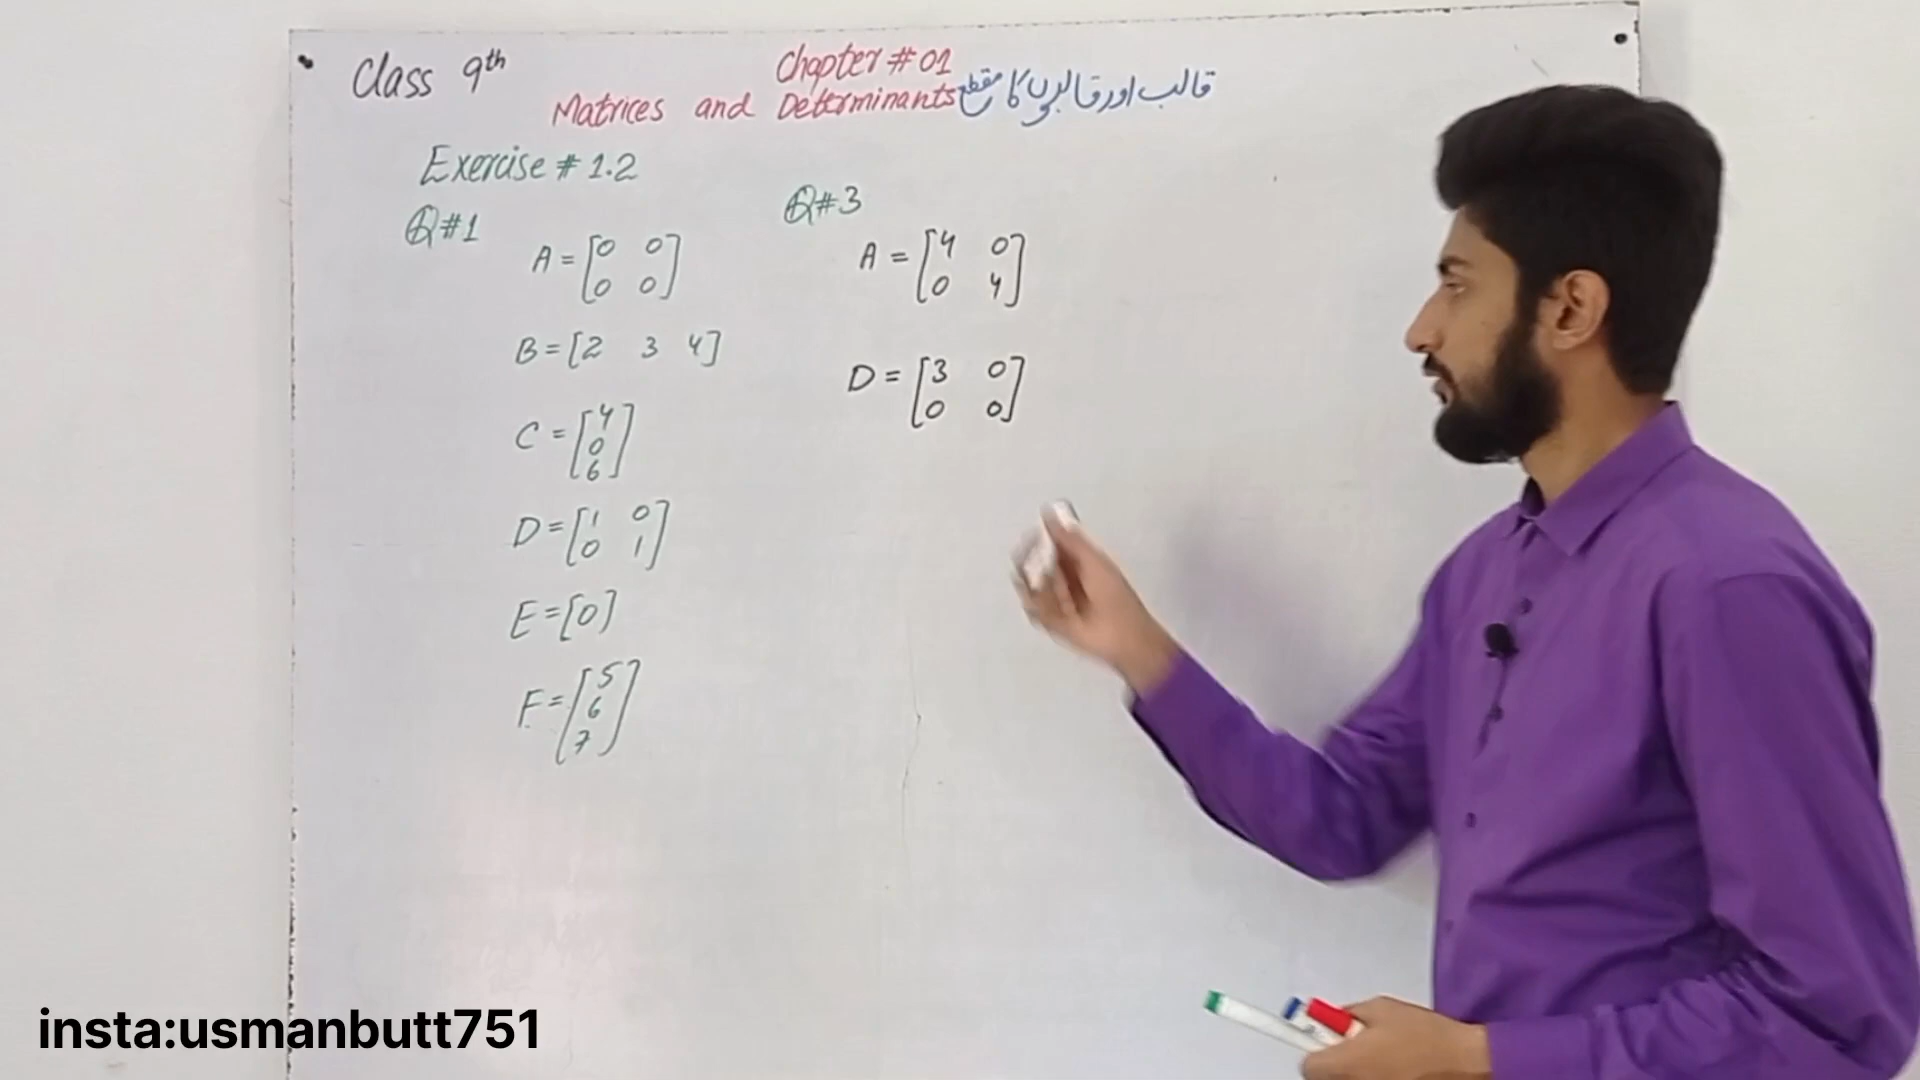 Class 9th
Chapter # 01
Matrices and Determinants قالب اور قالبوں کا مقطع
Exercise # 1.2
Q#1
A = [0 0
0 0]
B = [2 3 4]
C = [4
0
6]
D = [1 0
0 1]
E = [0]
F = [5
6
7]
Q#3
A = [4 0
0 4]
D = [3 0
0 0]
insta:usmanbutt751